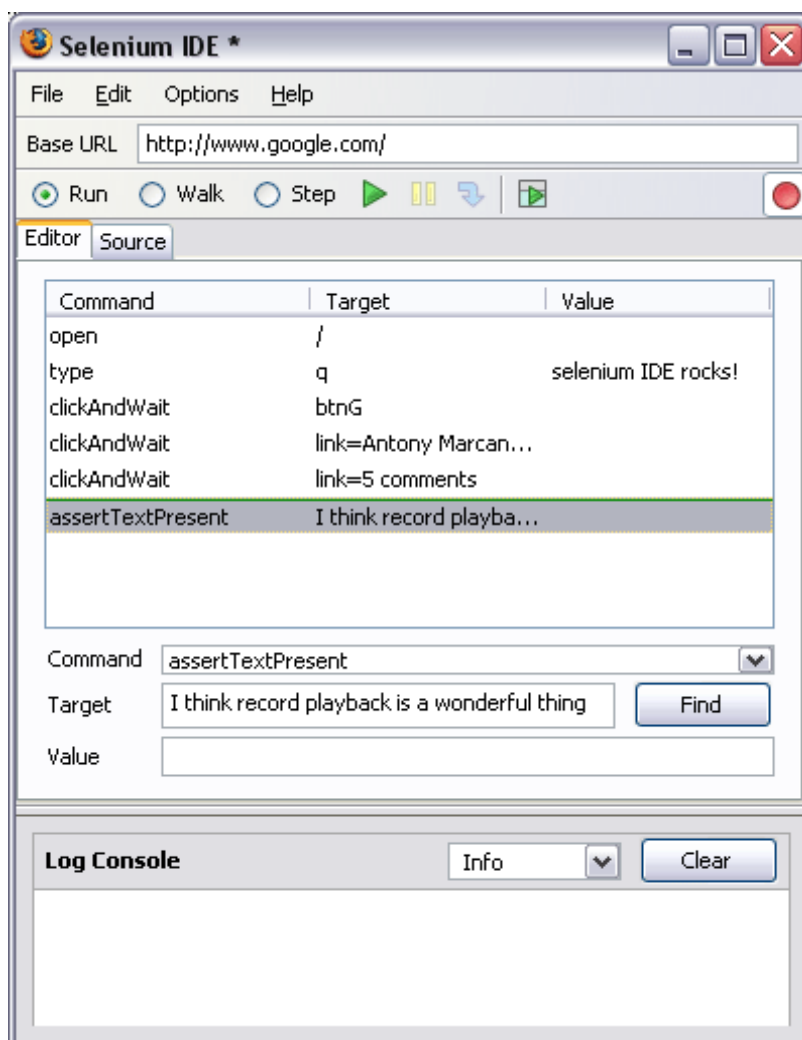 Selenium IDE *
File Edit Options Help
Base URL http://www.google.com/
Run Walk Step
Editor Source
Command Target Value
open /
type q selenium IDE rocks!
clickAndWait btnG
clickAndWait link=Antony Marcan...
clickAndWait link=5 comments
assertTextPresent I think record playba...
Command assertTextPresent
Target I think record playback is a wonderful thing Find
Value
Log Console Info Clear